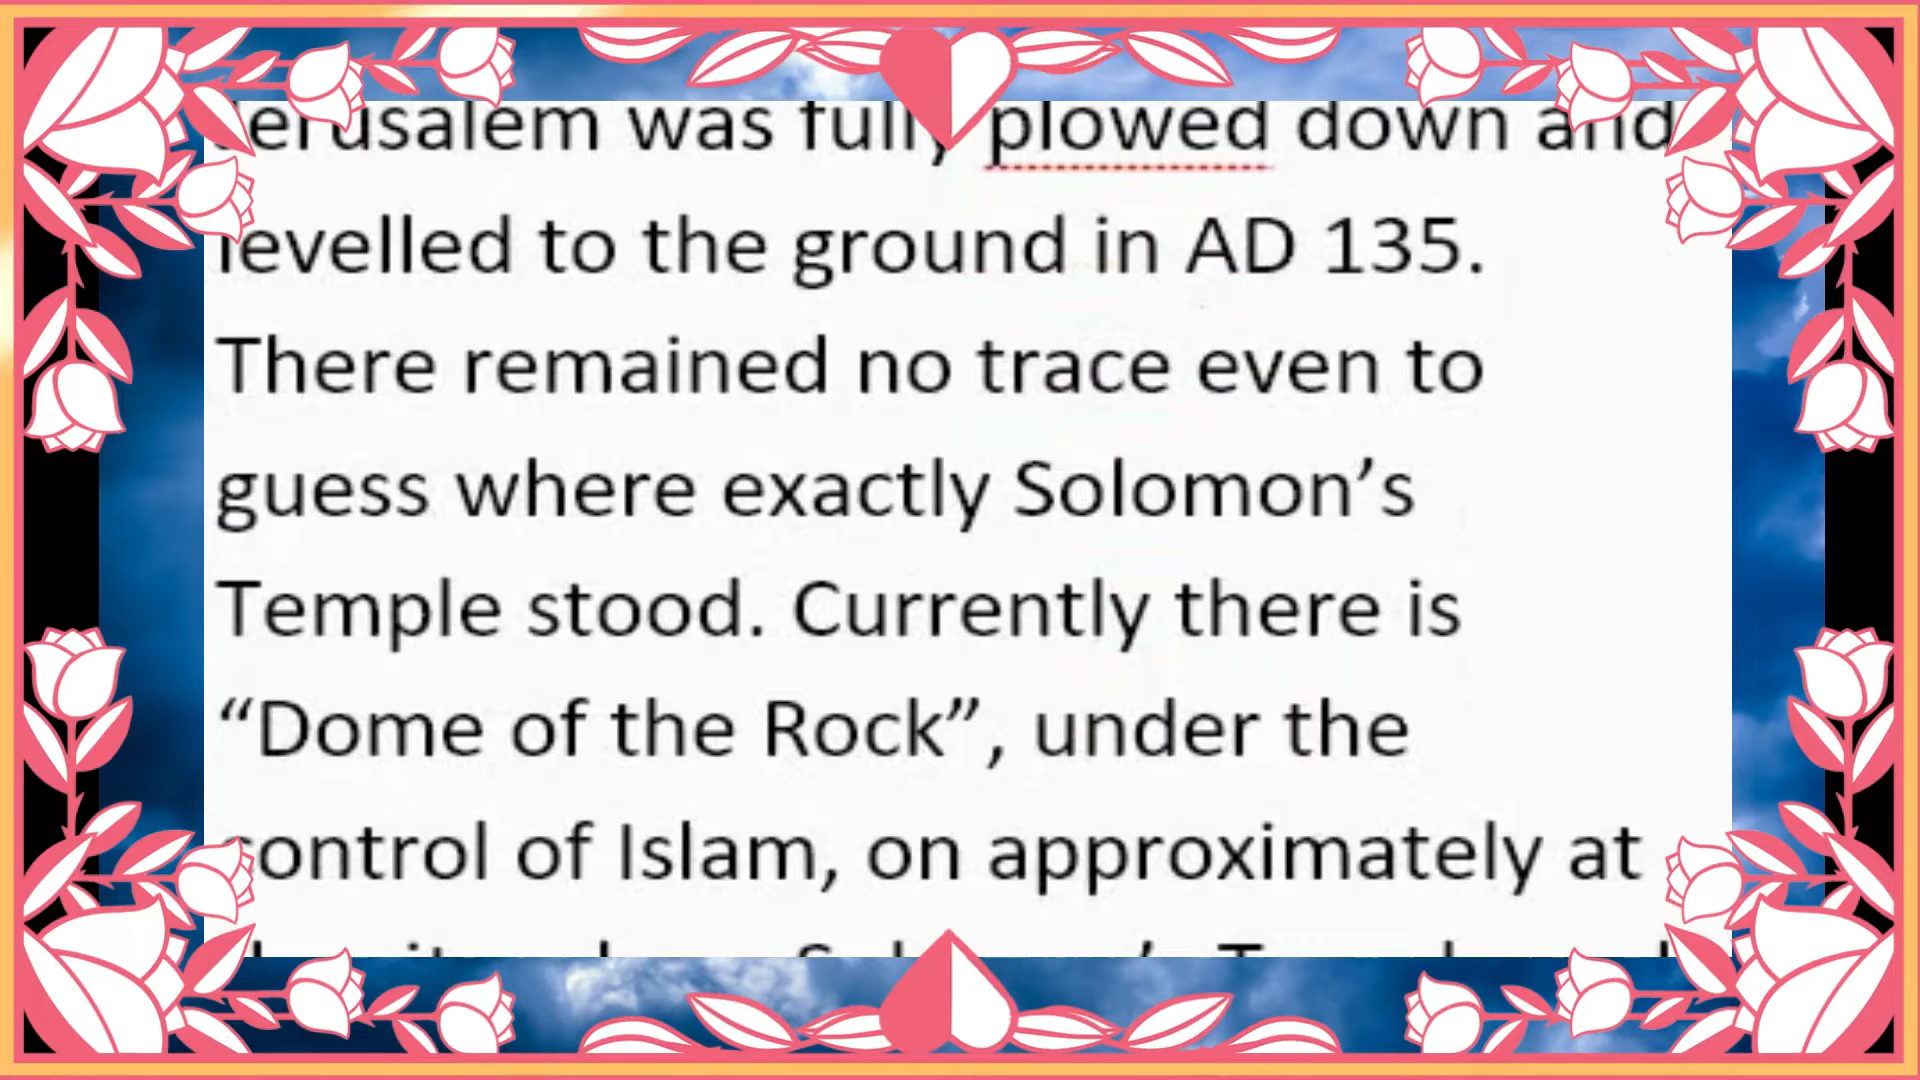 Jerusalem was fully plowed down and
levelled to the ground in AD 135.
There remained no trace even to
guess where exactly Solomon’s
Temple stood. Currently there is
“Dome of the Rock”, under the
control of Islam, on approximately at